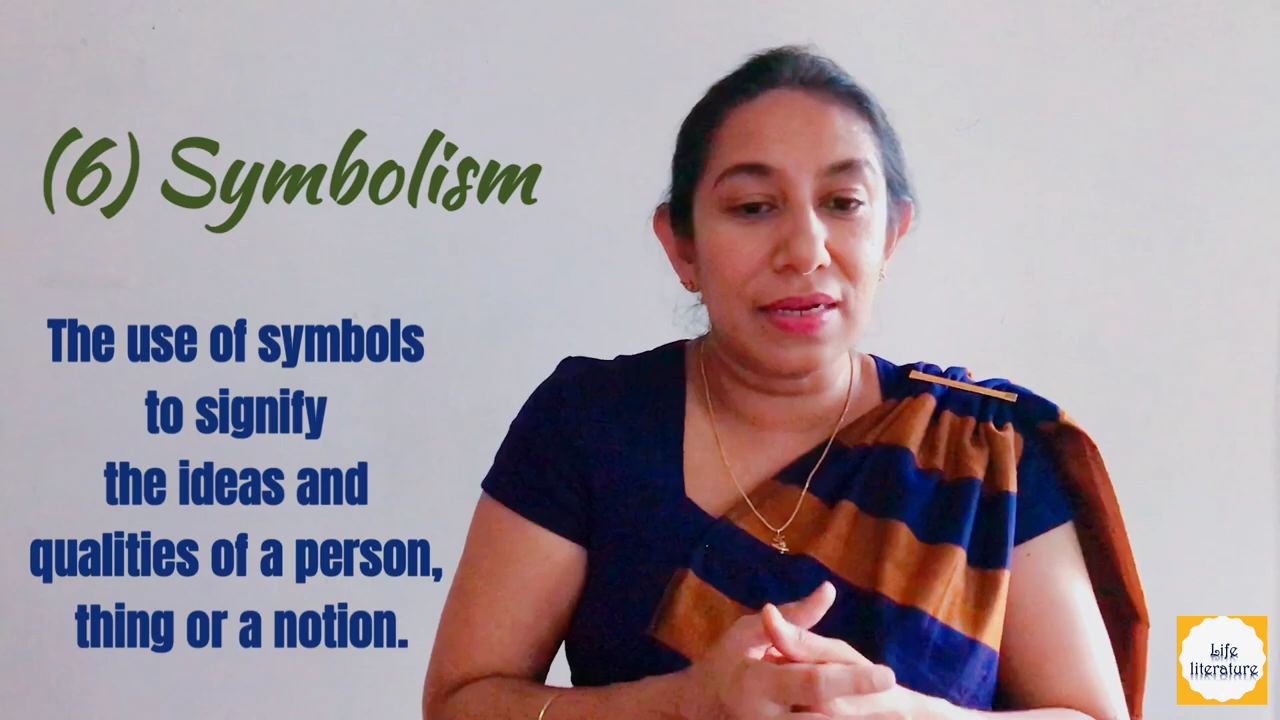 (6) Symbolism
The use of symbols
to signify
the ideas and
qualities of a person,
thing or a notion.
Life
literature